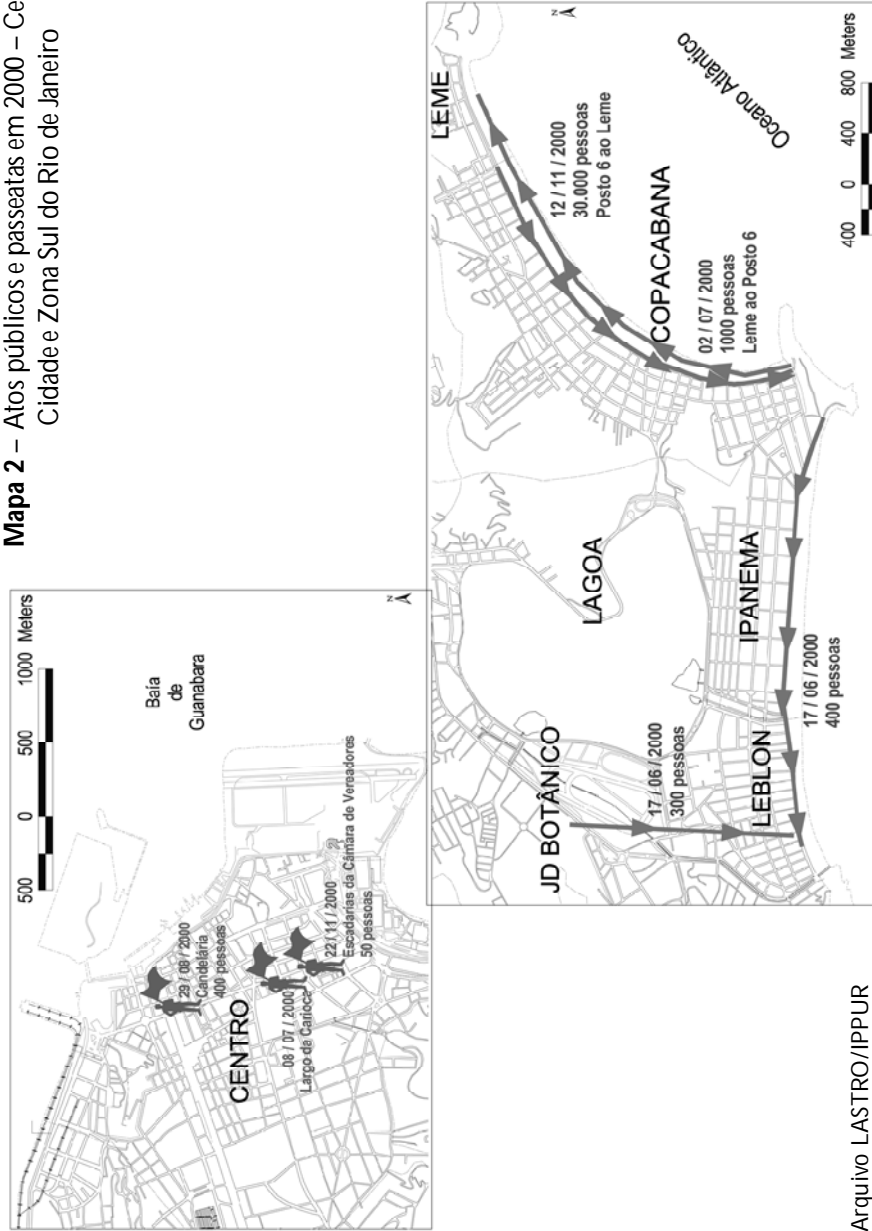 Mapa 2 – Atos públicos e passeatas em 2000 – Ce
Cidade e Zona Sul do Rio de Janeiro
500 0 500 1000 Meters
Baía
de
Guanabara
N
29 / 08 / 2000
Candelária
400 pessoas
CENTRO
08 / 07 / 2000
Largo da Carioca
22 / 11 / 2000
Escadarias da Câmara de Vereadores
50 pessoas
LEME
N
12 / 11 / 2000
30.000 pessoas
Posto 6 ao Leme
Oceano Atlântico
COPACABANA
02 / 07 / 2000
1000 pessoas
Leme ao Posto 6
400 0 400 800 Meters
LAGOA
IPANEMA
JD BOTÂNICO
17 / 06 / 2000
300 pessoas
LEBLON
17 / 06 / 2000
400 pessoas
Arquivo LASTRO/IPPUR